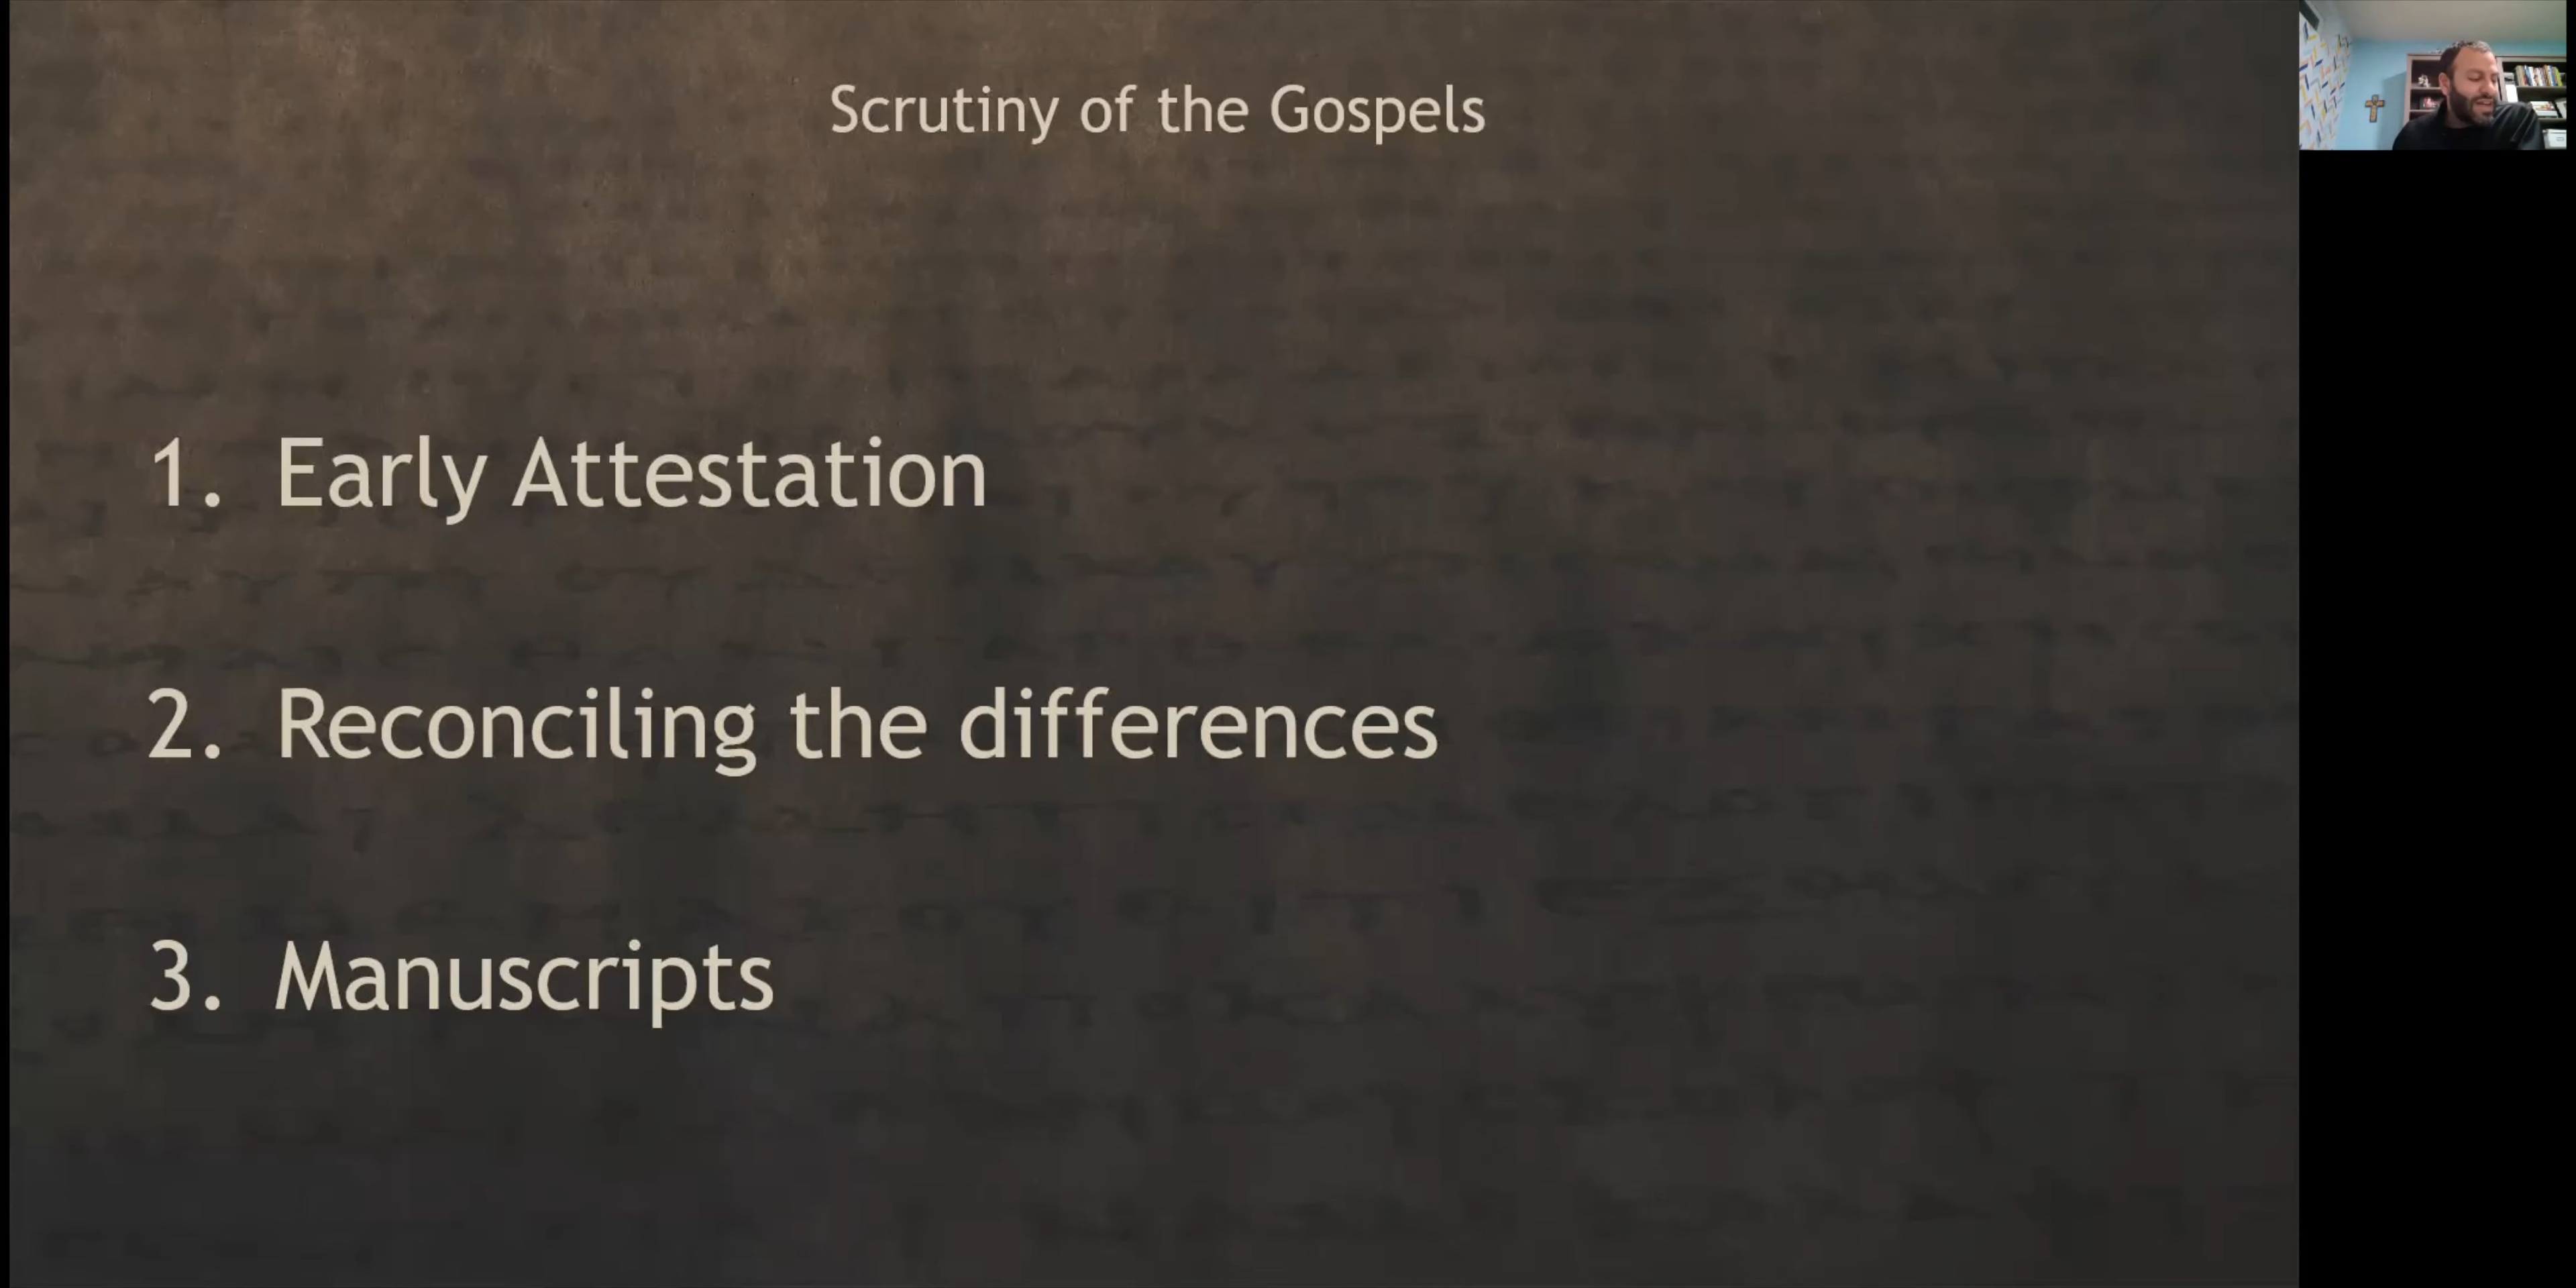 Scrutiny of the Gospels
1. Early Attestation
2. Reconciling the differences
3. Manuscripts